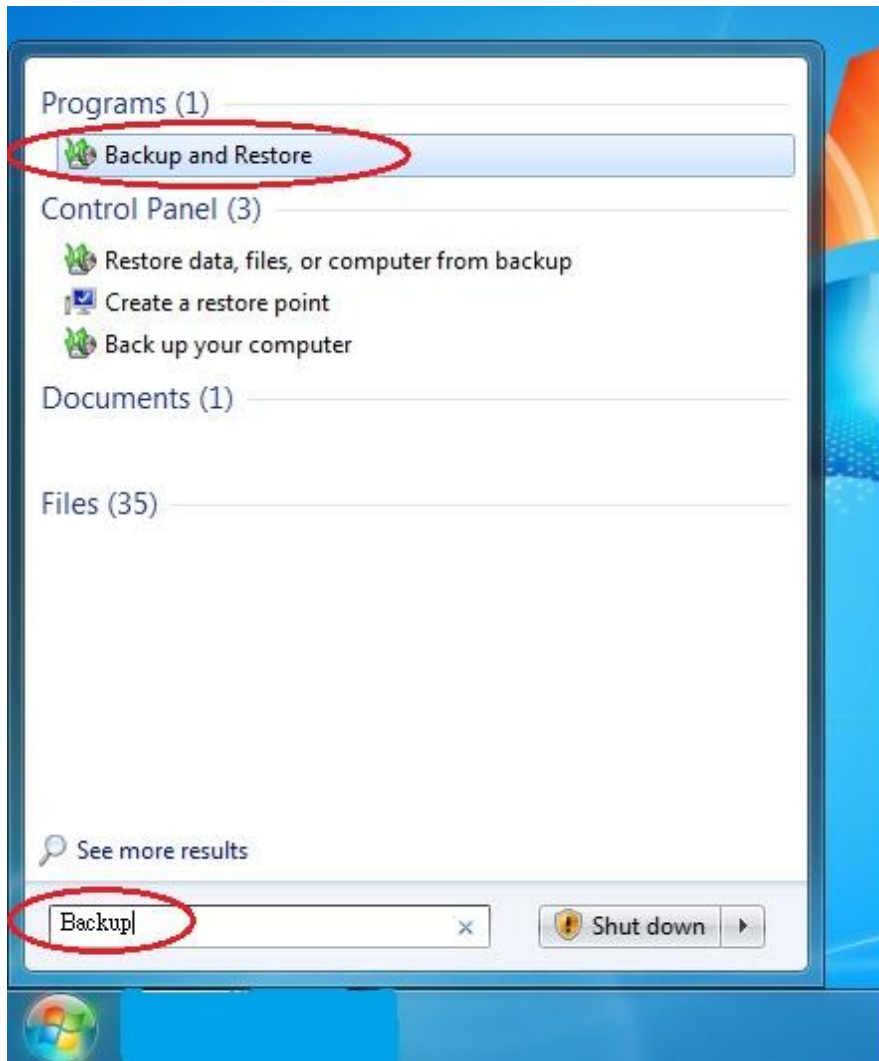 Programs (1)
Backup and Restore
Control Panel (3)
Restore data, files, or computer from backup
Create a restore point
Back up your computer
Documents (1)
Files (35)
See more results
Backup
Shut down